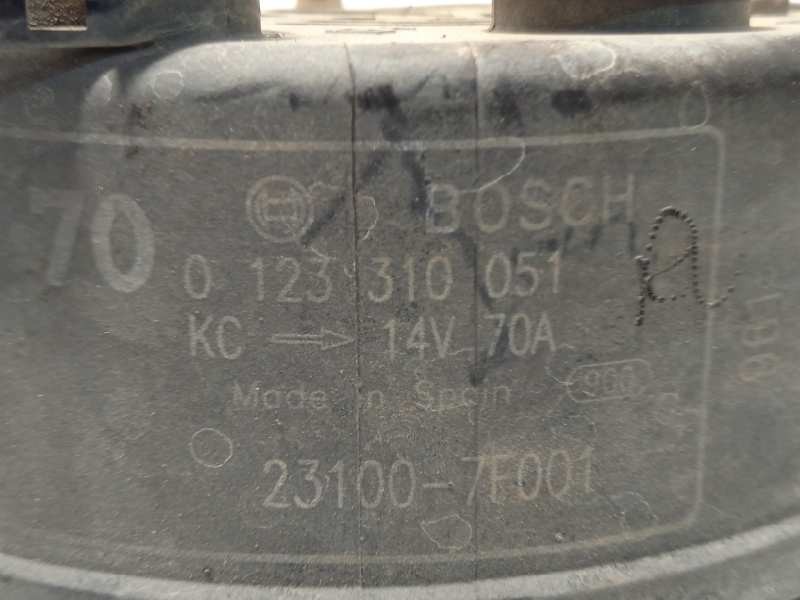 70
BOSCH
0 123 310 051
KC → 14V 70A
Made in Spain
23100-7F001